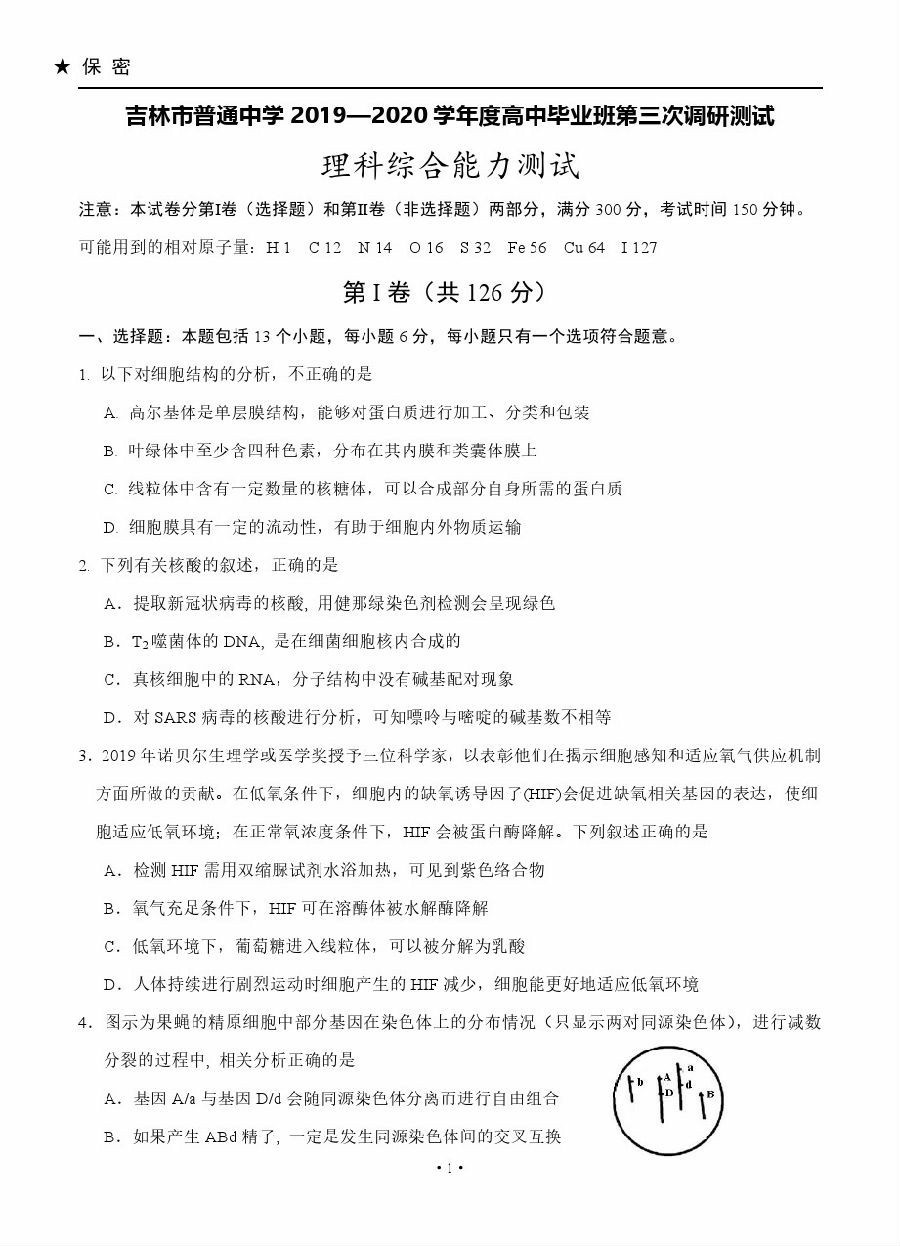 ★ 保 密
吉林市普通中学 2019—2020 学年度高中毕业班第三次调研测试
理科综合能力测试
注意：本试卷分第Ⅰ卷（选择题）和第Ⅱ卷（非选择题）两部分，满分 300 分，考试时间 150 分钟。
可能用到的相对原子量：H 1 C 12 N 14 O 16 S 32 Fe 56 Cu 64 I 127
第 I 卷（共 126 分）
一、选择题：本题包括 13 个小题，每小题 6 分，每小题只有一个选项符合题意。
1. 以下对细胞结构的分析，不正确的是
A. 高尔基体是单层膜结构，能够对蛋白质进行加工、分类和包装
B. 叶绿体中至少含四种色素，分布在其内膜和类囊体膜上
C. 线粒体中含有一定数量的核糖体，可以合成部分自身所需的蛋白质
D. 细胞膜具有一定的流动性，有助于细胞内外物质运输
2. 下列有关核酸的叙述，正确的是
A．提取新冠状病毒的核酸, 用健那绿染色剂检测会呈现绿色
B．T₂噬菌体的 DNA, 是在细菌细胞核内合成的
C．真核细胞中的 RNA，分子结构中没有碱基配对现象
D．对 SARS 病毒的核酸进行分析，可知嘌呤与嘧啶的碱基数不相等
3．2019 年诺贝尔生理学或医学奖授予三位科学家，以表彰他们在揭示细胞感知和适应氧气供应机制
方面所做的贡献。在低氧条件下，细胞内的缺氧诱导因子(HIF)会促进缺氧相关基因的表达，使细
胞适应低氧环境；在正常氧浓度条件下，HIF 会被蛋白酶降解。下列叙述正确的是
A．检测 HIF 需用双缩脲试剂水浴加热，可见到紫色络合物
B．氧气充足条件下，HIF 可在溶酶体被水解酶降解
C．低氧环境下，葡萄糖进入线粒体，可以被分解为乳酸
D．人体持续进行剧烈运动时细胞产生的 HIF 减少，细胞能更好地适应低氧环境
4．图示为果蝇的精原细胞中部分基因在染色体上的分布情况（只显示两对同源染色体），进行减数
分裂的过程中, 相关分析正确的是
A．基因 A/a 与基因 D/d 会随同源染色体分离而进行自由组合
B．如果产生 ABd 精子, 一定是发生同源染色体间的交叉互换
b A D a d B
• 1 •